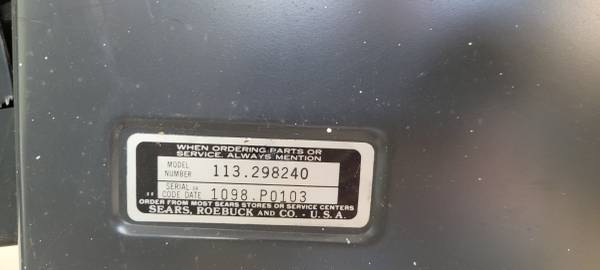 WHEN ORDERING PARTS OR
SERVICE, ALWAYS MENTION
MODEL
NUMBER 113.298240
SERIAL OR
CODE DATE 1098.P0103
ORDER FROM MOST SEARS STORES OR SERVICE CENTERS
SEARS, ROEBUCK AND CO. - U.S.A.